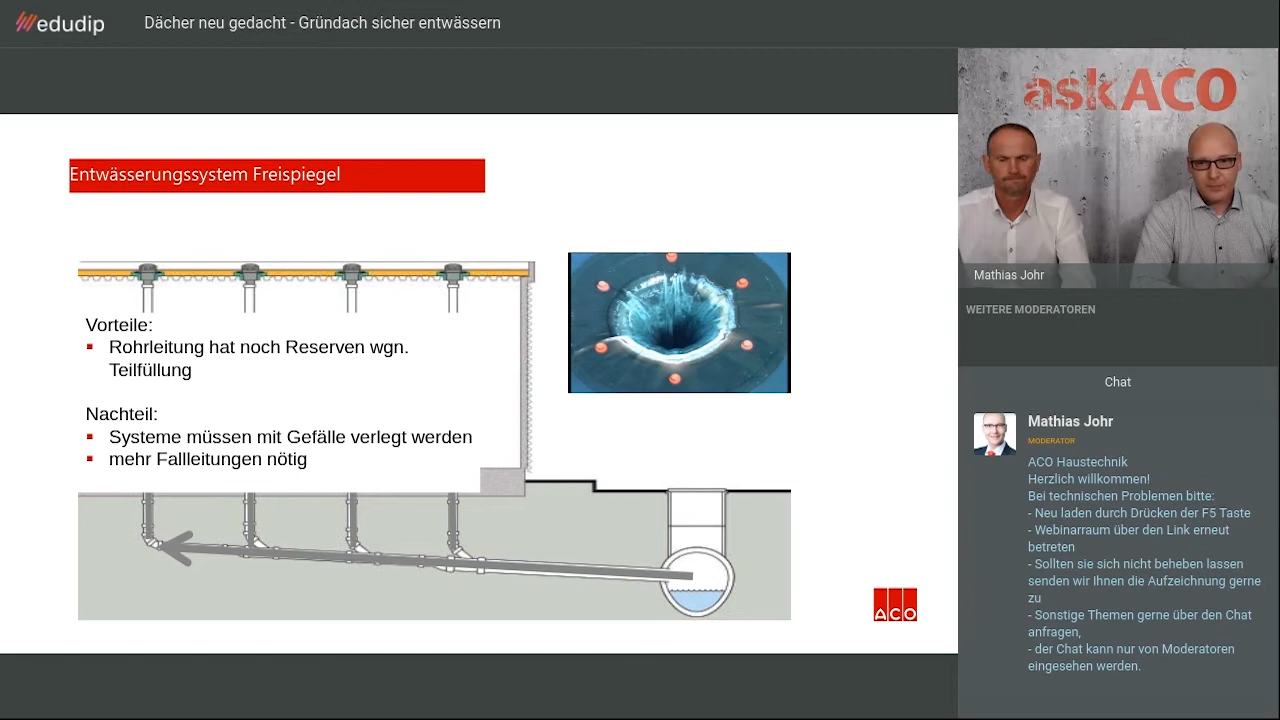 edudip
Dächer neu gedacht - Gründach sicher entwässern
Entwässerungssystem Freispiegel
Vorteile:
Rohrleitung hat noch Reserven wgn.
Teilfüllung
Nachteil:
Systeme müssen mit Gefälle verlegt werden
mehr Fallleitungen nötig
ACO
askACO
Mathias Johr
WEITERE MODERATOREN
Chat
Mathias Johr
MODERATOR
ACO Haustechnik
Herzlich willkommen!
Bei technischen Problemen bitte:
- Neu laden durch Drücken der F5 Taste
- Webinarraum über den Link erneut
betreten
- Sollten sie sich nicht beheben lassen
senden wir Ihnen die Aufzeichnung gerne
zu
- Sonstige Themen gerne über den Chat
anfragen,
- der Chat kann nur von Moderatoren
eingesehen werden.